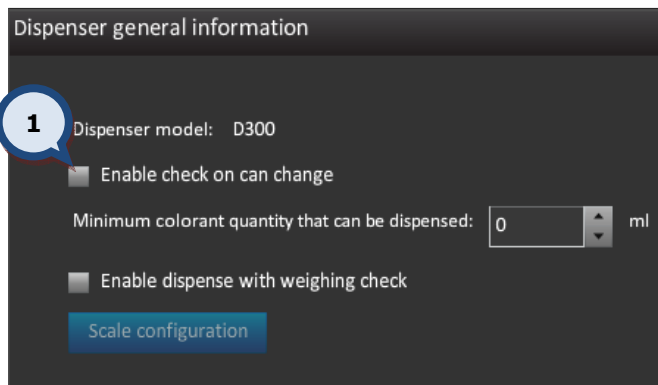 Dispenser general information
1
Dispenser model: D300
Enable check on can change
Minimum colorant quantity that can be dispensed: 0 ml
Enable dispense with weighing check
Scale configuration